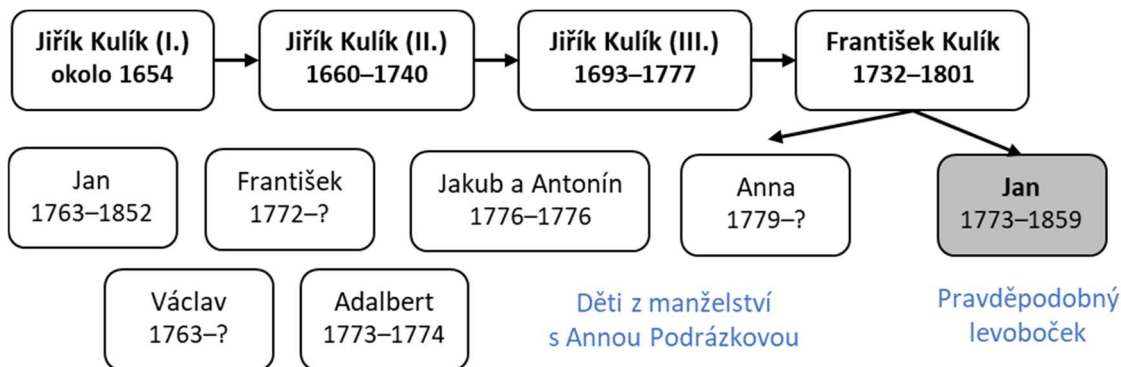 Jiřík Kulík (I.)
okolo 1654
Jiřík Kulík (II.)
1660–1740
Jiřík Kulík (III.)
1693–1777
František Kulík
1732–1801
Jan
1763–1852
František
1772–?
Jakub a Antonín
1776–1776
Anna
1779–?
Jan
1773–1859
Václav
1763–?
Adalbert
1773–1774
Děti z manželství
s Annou Podrázkovou
Pravděpodobný
levoboček